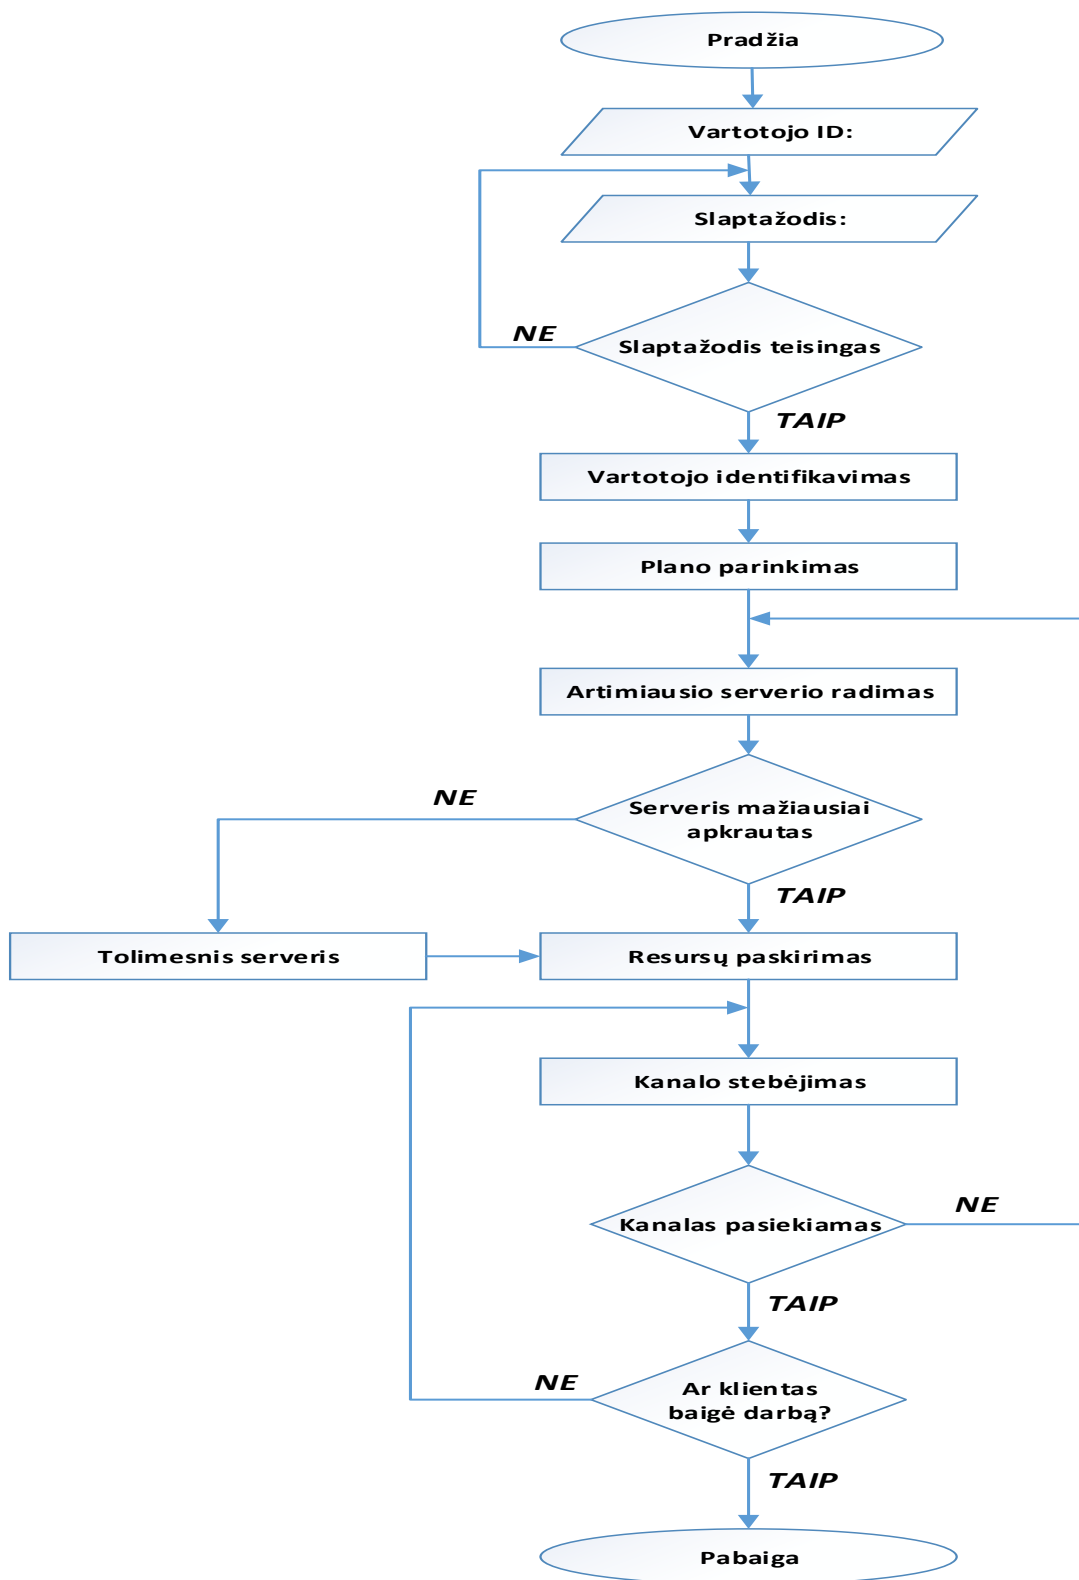 Pradžia
Vartotojo ID:
Slaptažodis:
NE
Slaptažodis teisingas
TAIP
Vartotojo identifikavimas
Plano parinkimas
Artimiausio serverio radimas
NE
Serveris mažiausiai
apkrautas
TAIP
Tolimesnis serveris
Resursų paskirimas
Kanalo stebėjimas
Kanalas pasiekiamas
NE
TAIP
NE
Ar klientas
baigė darbą?
TAIP
Pabaiga